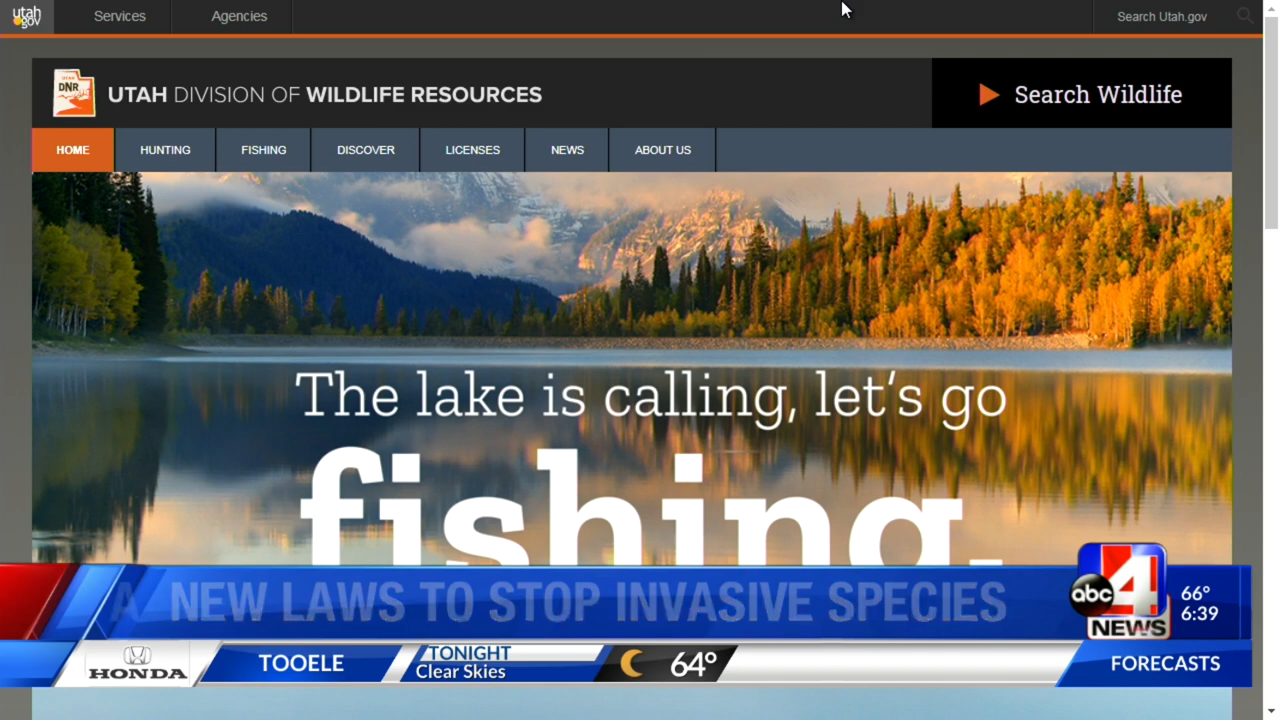 utah
gov
Services
Agencies
Search Utah.gov
UTAH
DNR
UTAH DIVISION OF WILDLIFE RESOURCES
Search Wildlife
HOME
HUNTING
FISHING
DISCOVER
LICENSES
NEWS
ABOUT US
The lake is calling, let's go
fishing.
NEW LAWS TO STOP INVASIVE SPECIES
abc
4
NEWS
66°
6:39
HONDA
TOOELE
TONIGHT
Clear Skies
64°
FORECASTS